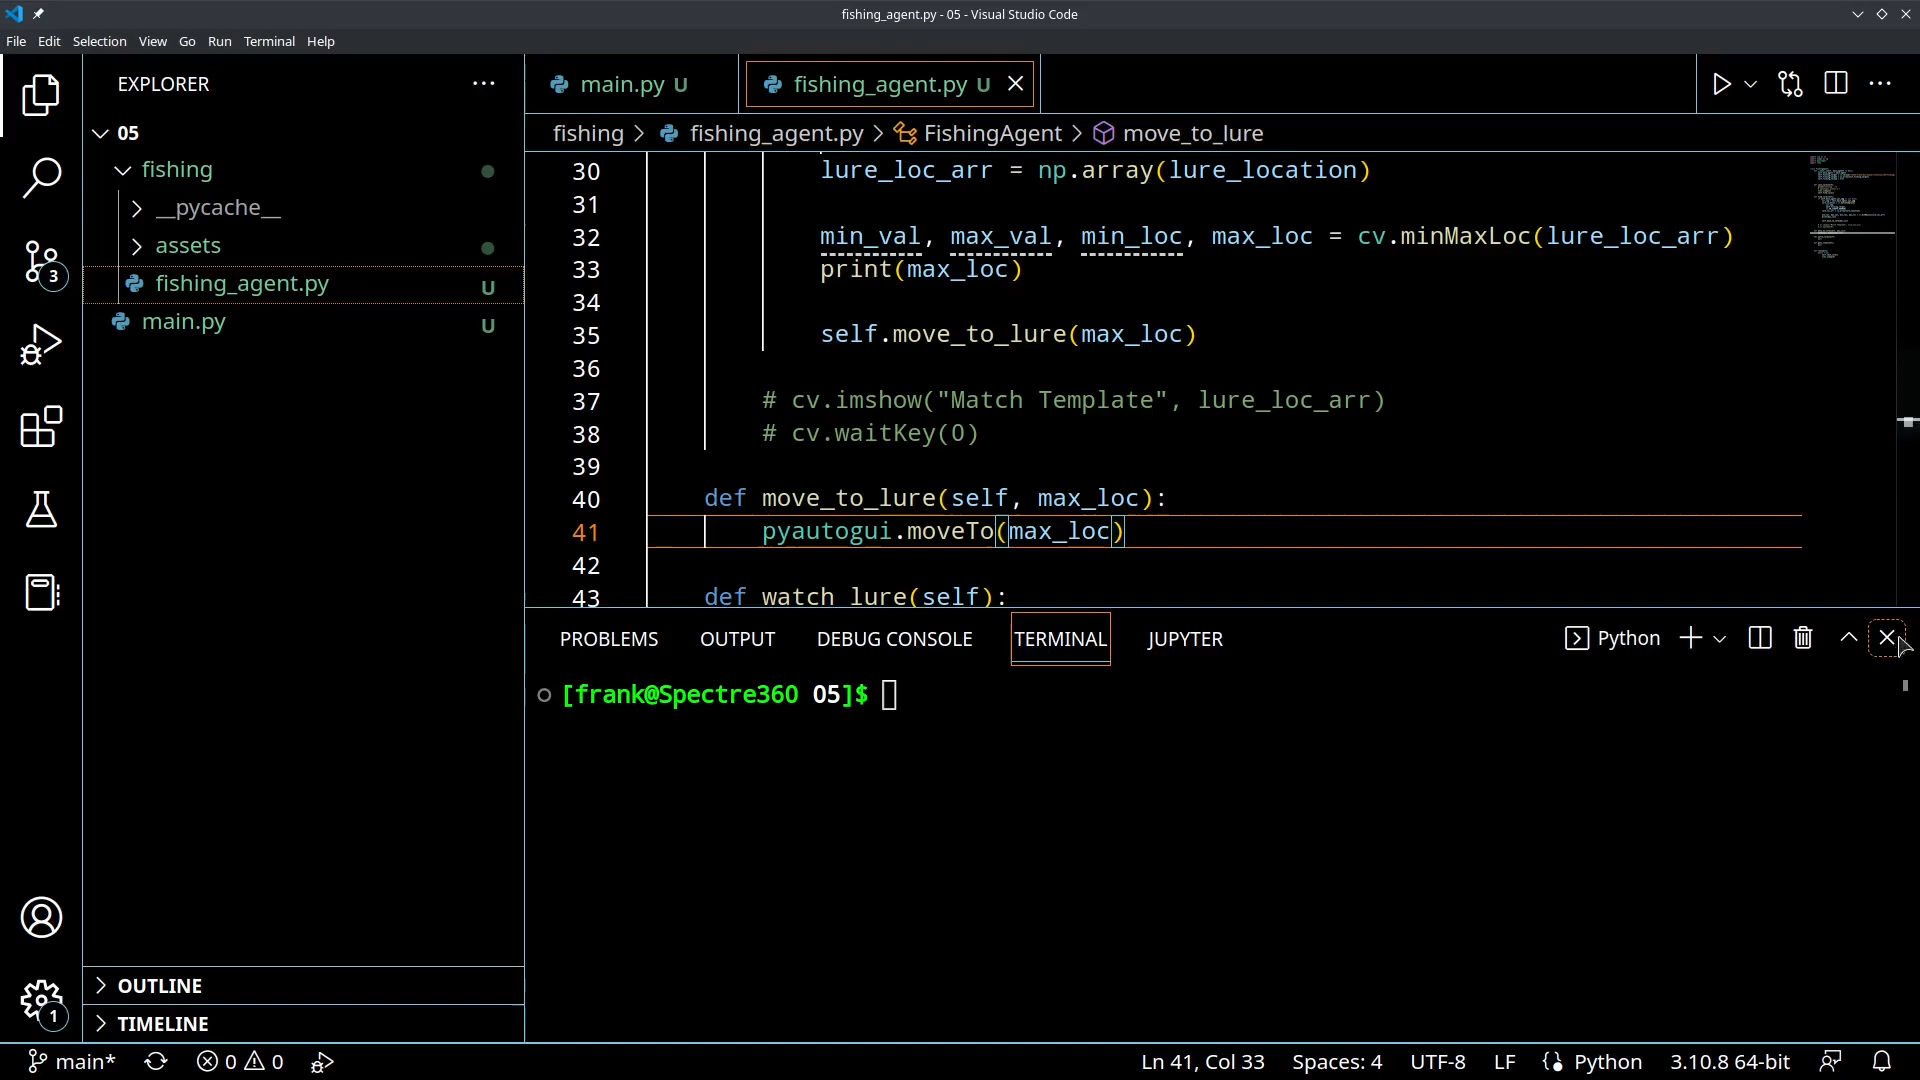 fishing_agent.py - 05 - Visual Studio Code
File Edit Selection View Go Run Terminal Help
EXPLORER
main.py U
fishing_agent.py U
05
fishing > fishing_agent.py > FishingAgent > move_to_lure
fishing
__pycache__
assets
fishing_agent.py U
main.py U
30 lure_loc_arr = np.array(lure_location)
31
32 min_val, max_val, min_loc, max_loc = cv.minMaxLoc(lure_loc_arr)
33 print(max_loc)
34
35 self.move_to_lure(max_loc)
36
37 # cv.imshow("Match Template", lure_loc_arr)
38 # cv.waitKey(0)
39
40 def move_to_lure(self, max_loc):
41 pyautogui.moveTo(max_loc)
42
43 def watch_lure(self):
3
PROBLEMS OUTPUT DEBUG CONSOLE TERMINAL JUPYTER Python
[frank@Spectre360 05]$
OUTLINE
TIMELINE
1
main* 0 0 Ln 41, Col 33 Spaces: 4 UTF-8 LF Python 3.10.8 64-bit